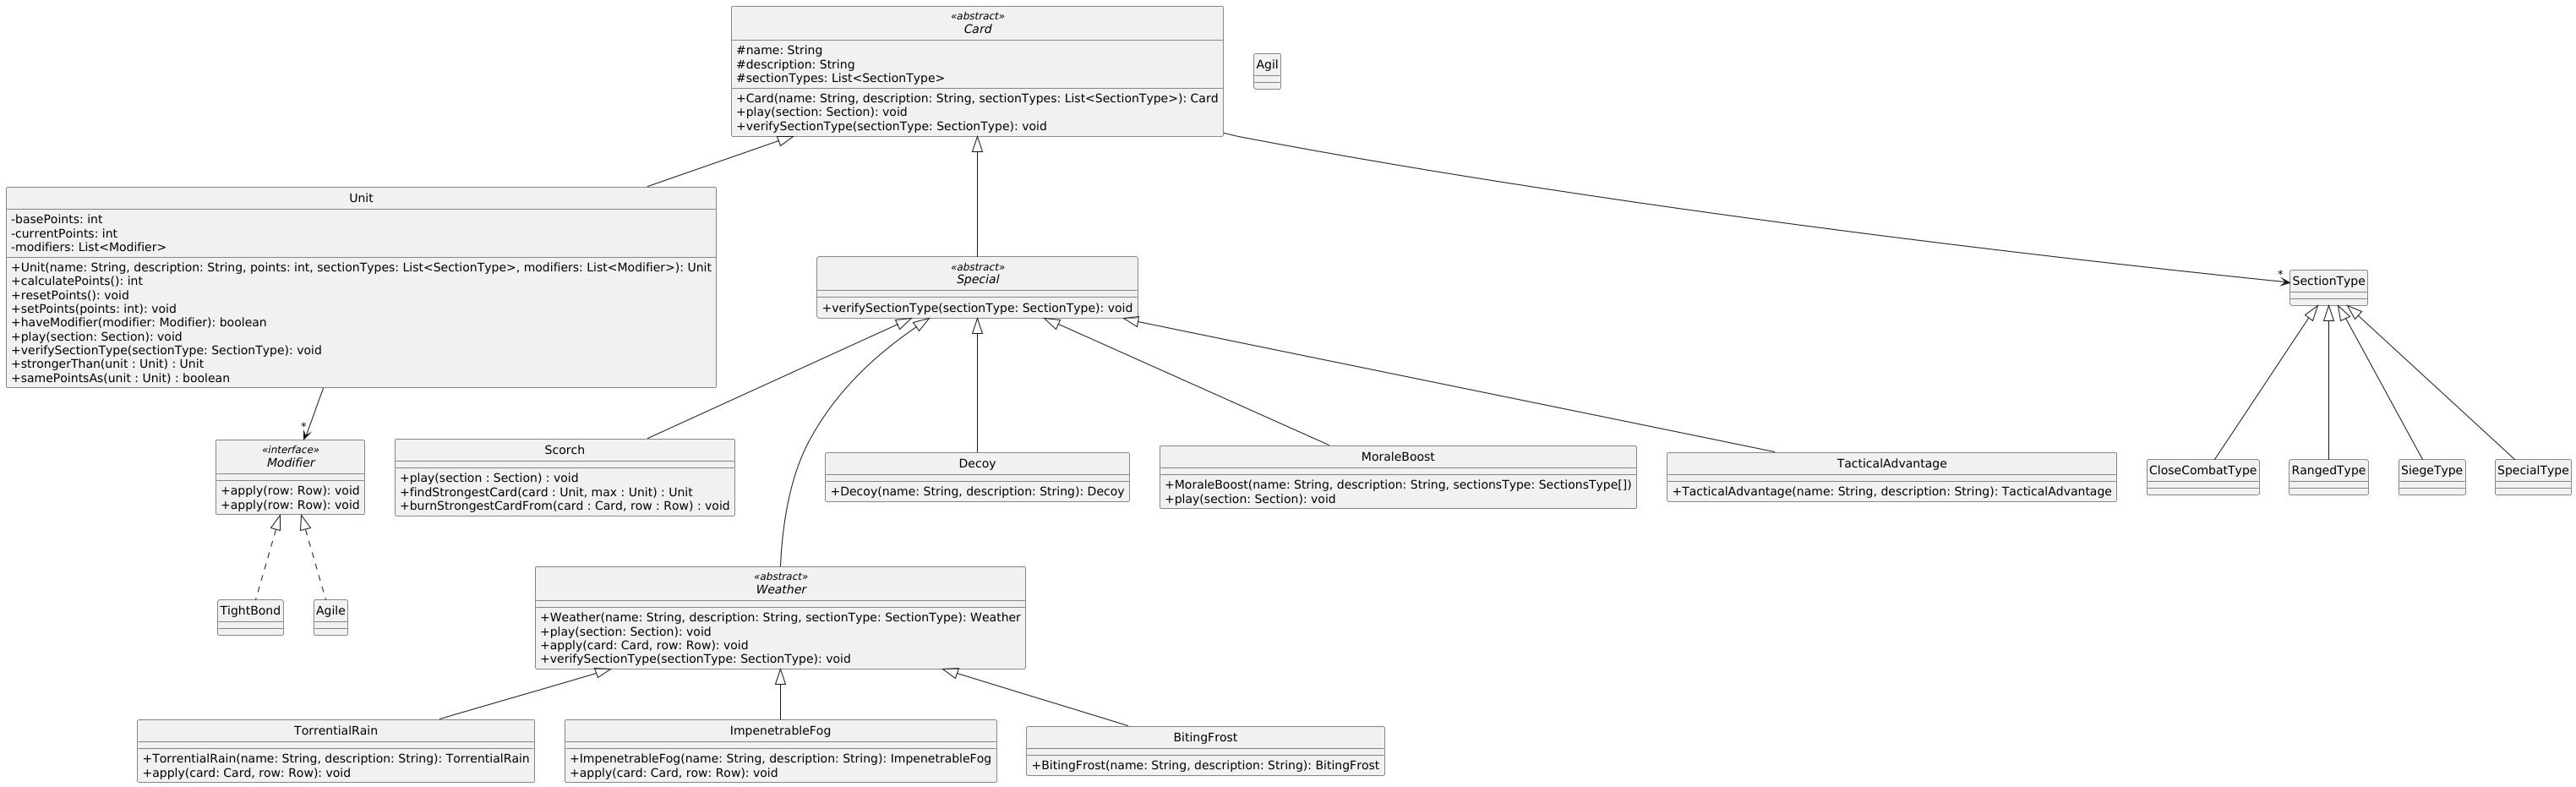 «abstract»
Card
#name: String
#description: String
#sectionTypes: List<SectionType>
+Card(name: String, description: String, sectionTypes: List<SectionType>): Card
+play(section: Section): void
+verifySectionType(sectionType: SectionType): void
Agil
Unit
-basePoints: int
-currentPoints: int
-modifiers: List<Modifier>
+Unit(name: String, description: String, points: int, sectionTypes: List<SectionType>, modifiers: List<Modifier>): Unit
+calculatePoints(): int
+resetPoints(): void
+setPoints(points: int): void
+haveModifier(modifier: Modifier): boolean
+play(section: Section): void
+verifySectionType(sectionType: SectionType): void
+strongerThan(unit : Unit) : Unit
+samePointsAs(unit : Unit) : boolean
«abstract»
Special
+verifySectionType(sectionType: SectionType): void
*
SectionType
*
«interface»
Modifier
+apply(row: Row): void
+apply(row: Row): void
Scorch
+play(section : Section) : void
+findStrongestCard(card : Unit, max : Unit) : Unit
+burnStrongestCardFrom(card : Card, row : Row) : void
Decoy
+Decoy(name: String, description: String): Decoy
MoraleBoost
+MoraleBoost(name: String, description: String, sectionsType: SectionsType[])
+play(section: Section): void
TacticalAdvantage
+TacticalAdvantage(name: String, description: String): TacticalAdvantage
CloseCombatType
RangedType
SiegeType
SpecialType
TightBond
Agile
«abstract»
Weather
+Weather(name: String, description: String, sectionType: SectionType): Weather
+play(section: Section): void
+apply(card: Card, row: Row): void
+verifySectionType(sectionType: SectionType): void
TorrentialRain
+TorrentialRain(name: String, description: String): TorrentialRain
+apply(card: Card, row: Row): void
ImpenetrableFog
+ImpenetrableFog(name: String, description: String): ImpenetrableFog
+apply(card: Card, row: Row): void
BitingFrost
+BitingFrost(name: String, description: String): BitingFrost